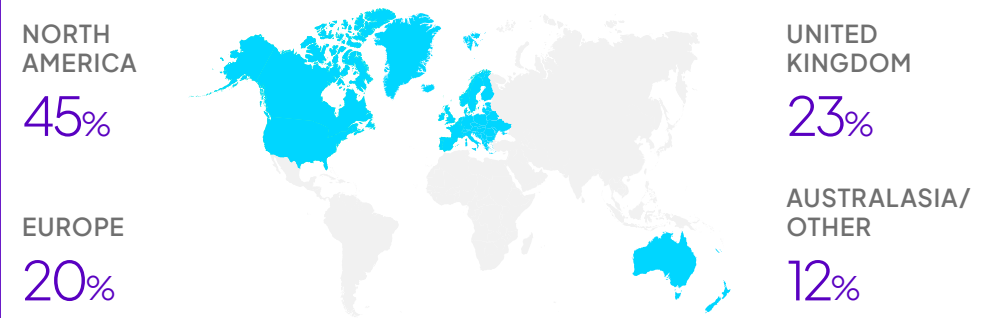 NORTH
AMERICA
45%
EUROPE
20%
UNITED
KINGDOM
23%
AUSTRALASIA/
OTHER
12%